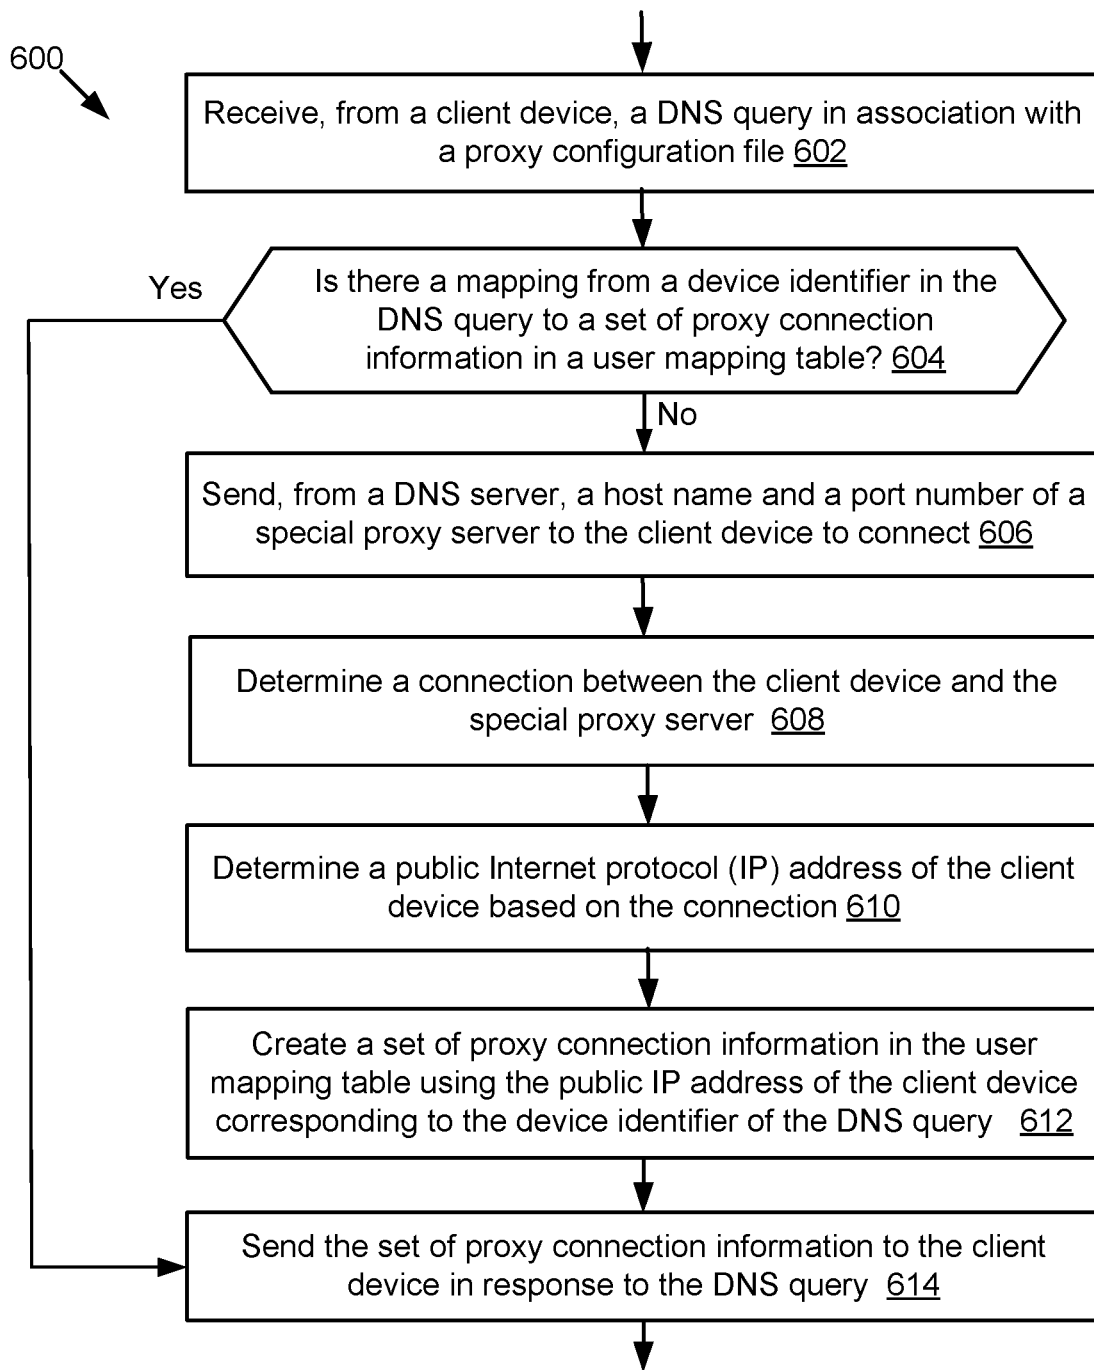 600
Receive, from a client device, a DNS query in association with
a proxy configuration file 602
Yes
Is there a mapping from a device identifier in the
DNS query to a set of proxy connection
information in a user mapping table? 604
No
Send, from a DNS server, a host name and a port number of a
special proxy server to the client device to connect 606
Determine a connection between the client device and the
special proxy server 608
Determine a public Internet protocol (IP) address of the client
device based on the connection 610
Create a set of proxy connection information in the user
mapping table using the public IP address of the client device
corresponding to the device identifier of the DNS query 612
Send the set of proxy connection information to the client
device in response to the DNS query 614